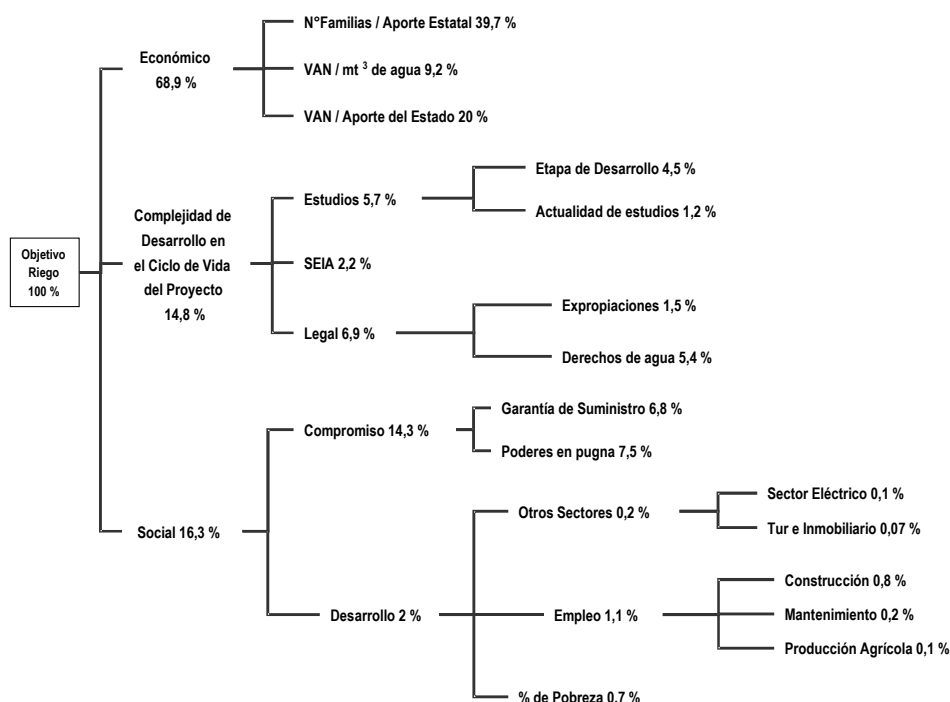 Objetivo
Riego
100 %
Económico
68,9 %
N°Familias / Aporte Estatal 39,7 %
VAN / mt ³ de agua 9,2 %
VAN / Aporte del Estado 20 %
Complejidad de
Desarrollo en
el Ciclo de Vida
del Proyecto
14,8 %
Estudios 5,7 %
Etapa de Desarrollo 4,5 %
Actualidad de estudios 1,2 %
SEIA 2,2 %
Legal 6,9 %
Expropiaciones 1,5 %
Derechos de agua 5,4 %
Social 16,3 %
Compromiso 14,3 %
Garantía de Suministro 6,8 %
Poderes en pugna 7,5 %
Desarrollo 2 %
Otros Sectores 0,2 %
Sector Eléctrico 0,1 %
Tur e Inmobiliario 0,07 %
Empleo 1,1 %
Construcción 0,8 %
Mantenimiento 0,2 %
Producción Agrícola 0,1 %
% de Pobreza 0,7 %